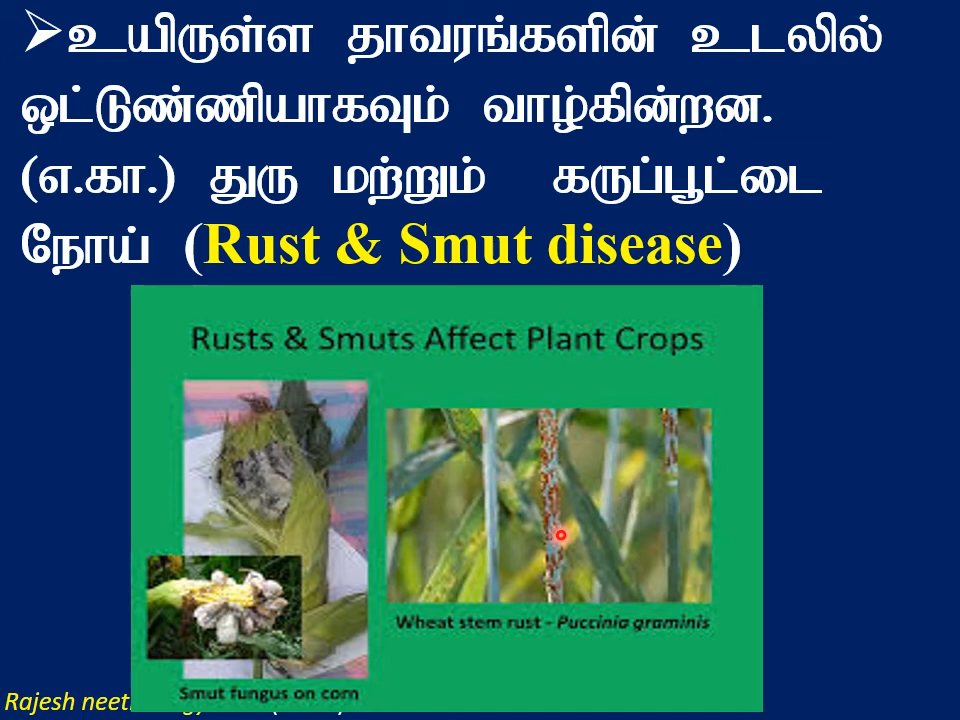 ➢உயிருள்ள தாவரங்களின் உடலில்
ஒட்டுண்ணியாகவும் வாழ்கின்றன.
(எ.கா.) துரு மற்றும் கருப்பூட்டை
நோய் (Rust & Smut disease)
Rusts & Smuts Affect Plant Crops
Wheat stem rust - Puccinia graminis
Smut fungus on corn
Rajesh